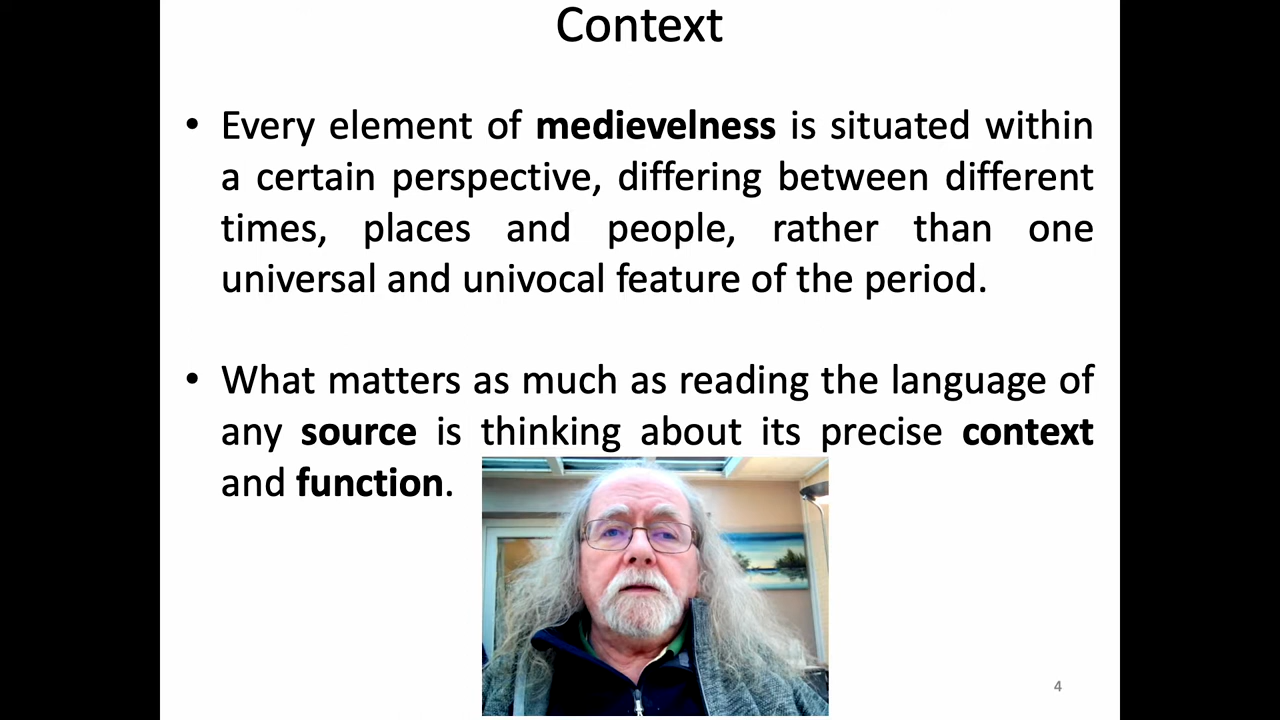 Context
• Every element of medievelness is situated within
a certain perspective, differing between different
times, places and people, rather than one
universal and univocal feature of the period.
• What matters as much as reading the language of
any source is thinking about its precise context
and function.
4